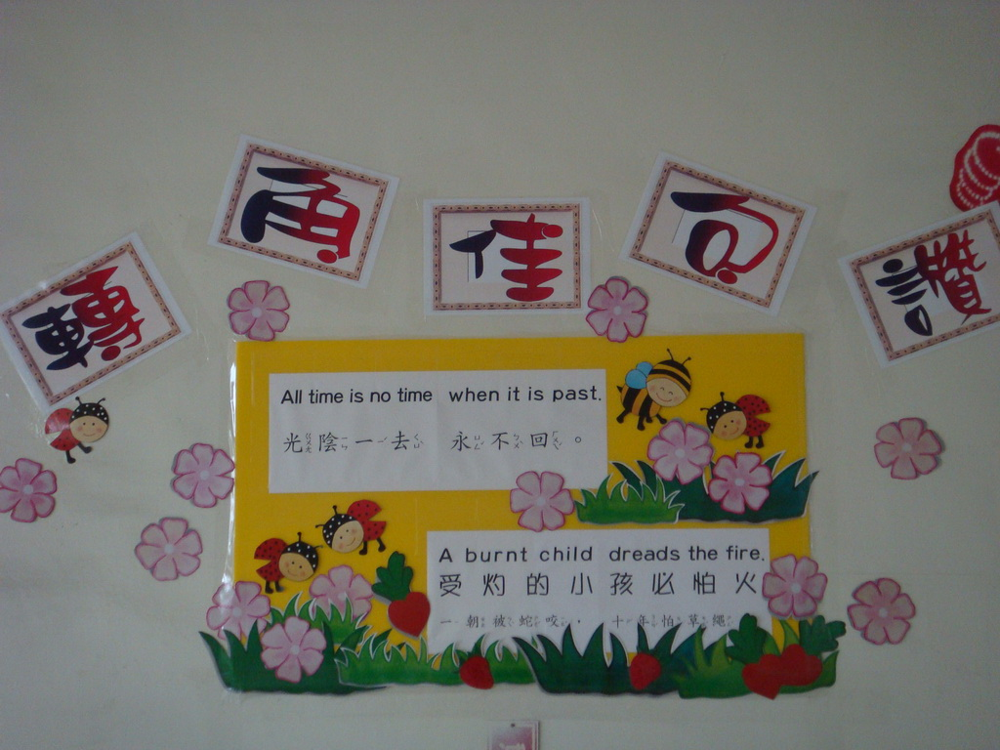 轉角佳句讚
All time is no time when it is past.
光陰一去 永不回。
A burnt child dreads the fire.
受灼的小孩必怕火
一朝被蛇咬，十年怕草繩